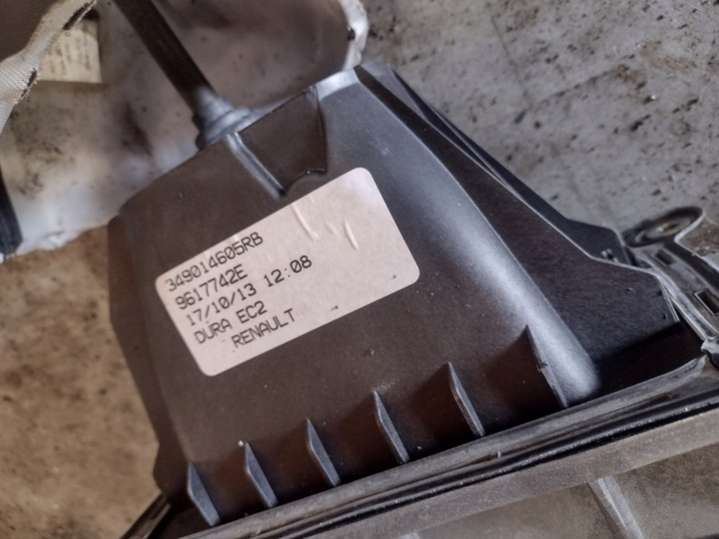 349014605RB
9617742E
17/10/13 12:08
DURA EC2
RENAULT